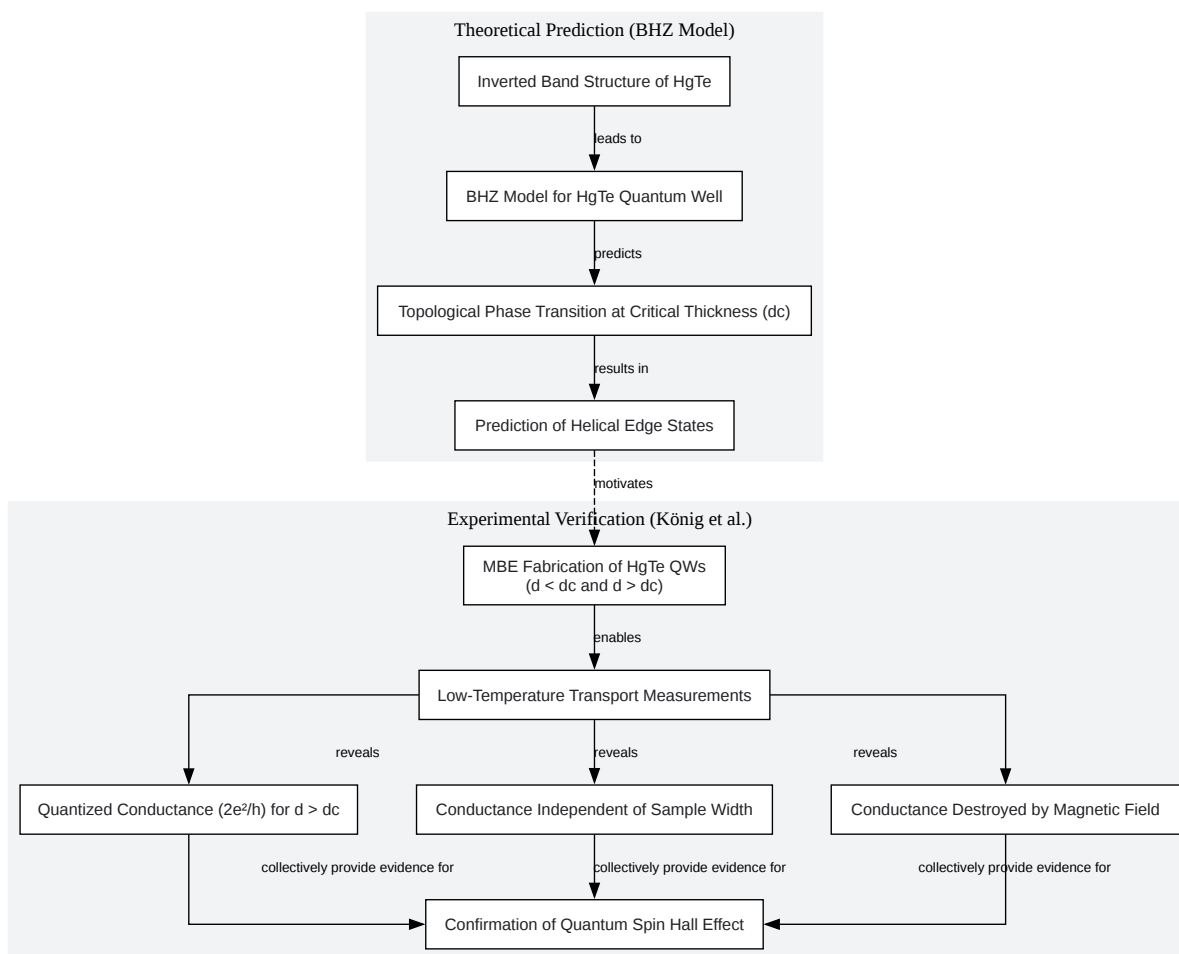 Theoretical Prediction (BHZ Model)
Inverted Band Structure of HgTe
leads to
BHZ Model for HgTe Quantum Well
predicts
Topological Phase Transition at Critical Thickness (dc)
results in
Prediction of Helical Edge States
motivates
Experimental Verification (König et al.)
MBE Fabrication of HgTe QWs
(d < dc and d > dc)
enables
Low-Temperature Transport Measurements
reveals
reveals
reveals
Quantized Conductance (2e²/h) for d > dc
Conductance Independent of Sample Width
Conductance Destroyed by Magnetic Field
collectively provide evidence for
collectively provide evidence for
collectively provide evidence for
Confirmation of Quantum Spin Hall Effect